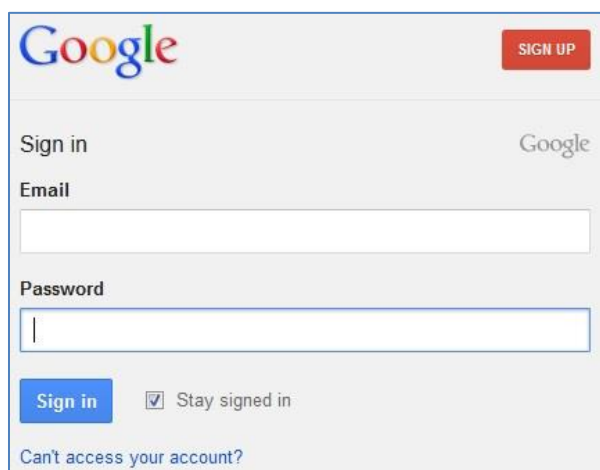 Google SIGN UP
Sign in Google
Email
Password
Sign in Stay signed in
Can't access your account?